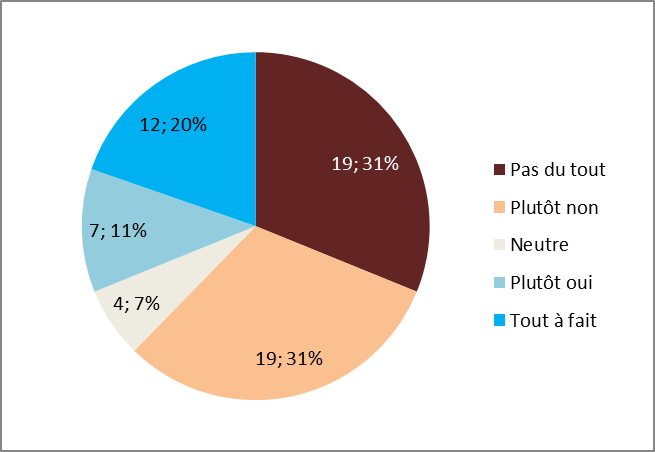 12; 20%
19; 31%
7; 11%
4; 7%
19; 31%
Pas du tout
Plutôt non
Neutre
Plutôt oui
Tout à fait